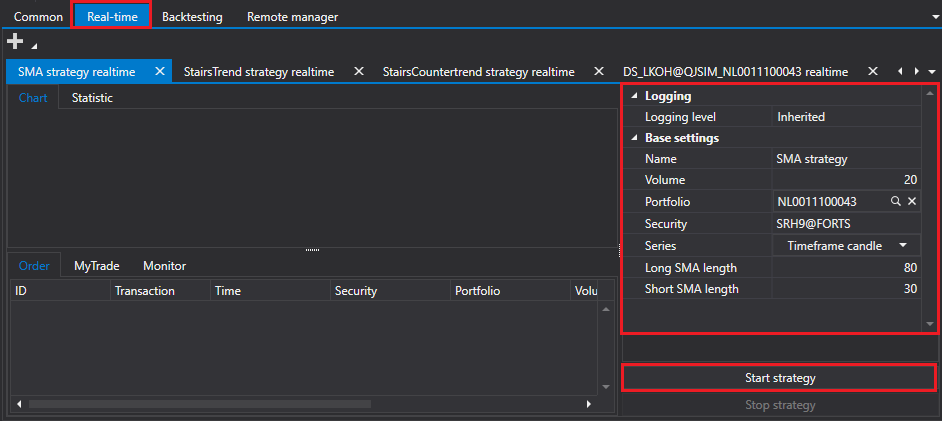 Common Real-time Backtesting Remote manager
SMA strategy realtime StairsTrend strategy realtime StairsCountertrend strategy realtime DS_LKOH@QJSIM_NL0011100043 realtime
Chart Statistic
Logging
Logging level Inherited
Base settings
Name SMA strategy
Volume 20
Portfolio NL0011100043
Security SRH9@FORTS
Series Timeframe candle
Long SMA length 80
Short SMA length 30
Order MyTrade Monitor
ID Transaction Time Security Portfolio Volu
Start strategy
Stop strategy